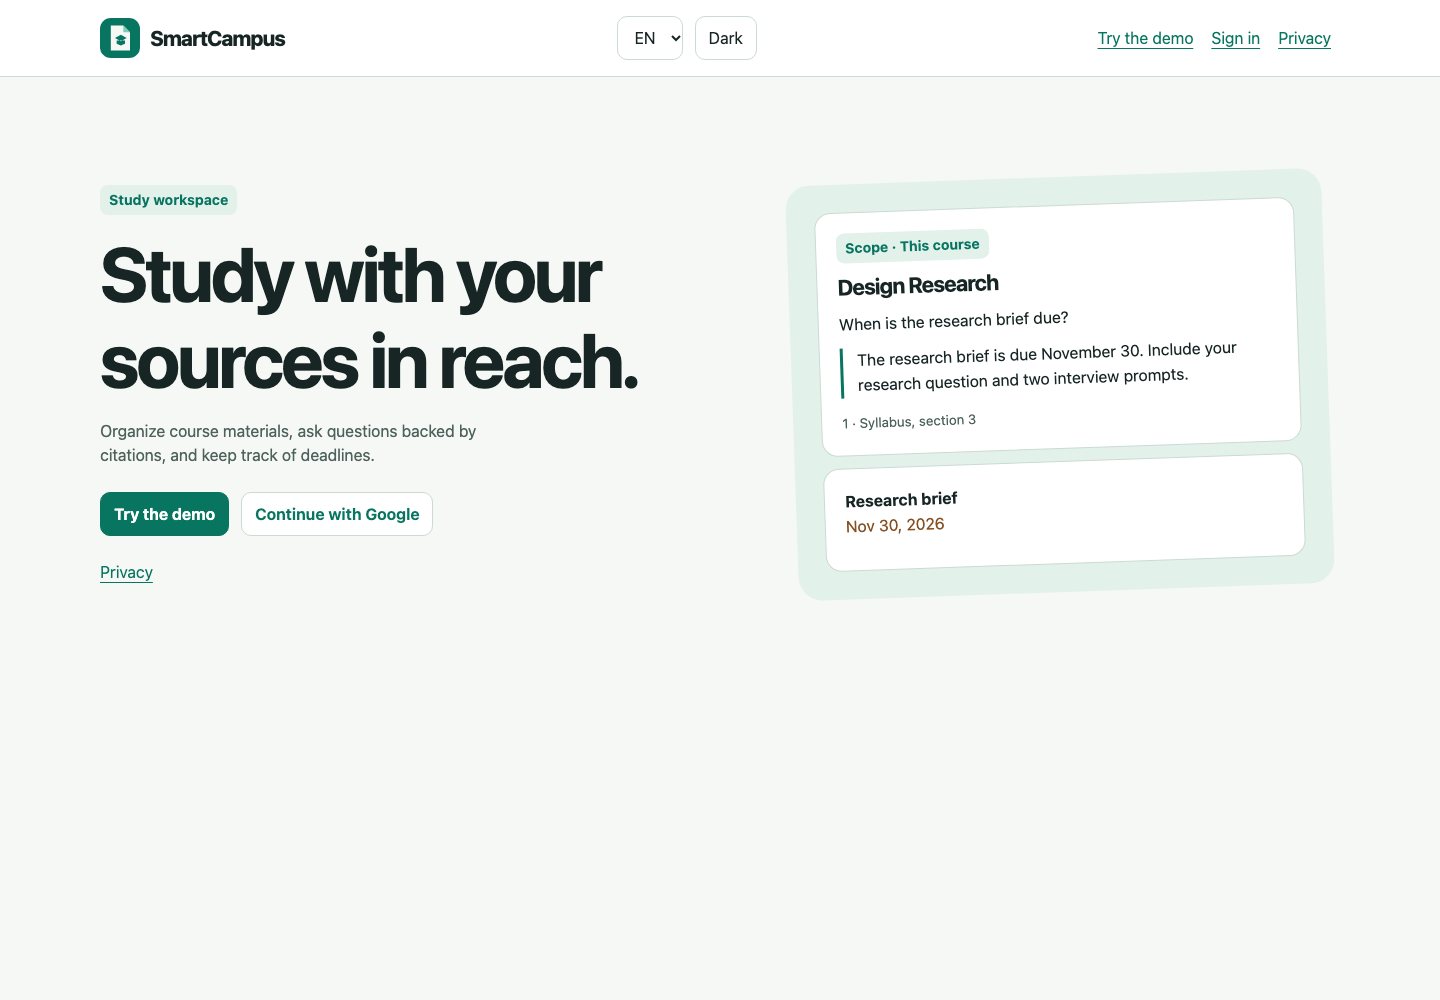 SmartCampus
EN
Dark
Try the demo
Sign in
Privacy
Study workspace
Study with your
sources in reach.
Organize course materials, ask questions backed by
citations, and keep track of deadlines.
Try the demo
Continue with Google
Privacy
Scope · This course
Design Research
When is the research brief due?
The research brief is due November 30. Include your
research question and two interview prompts.
1 · Syllabus, section 3
Research brief
Nov 30, 2026